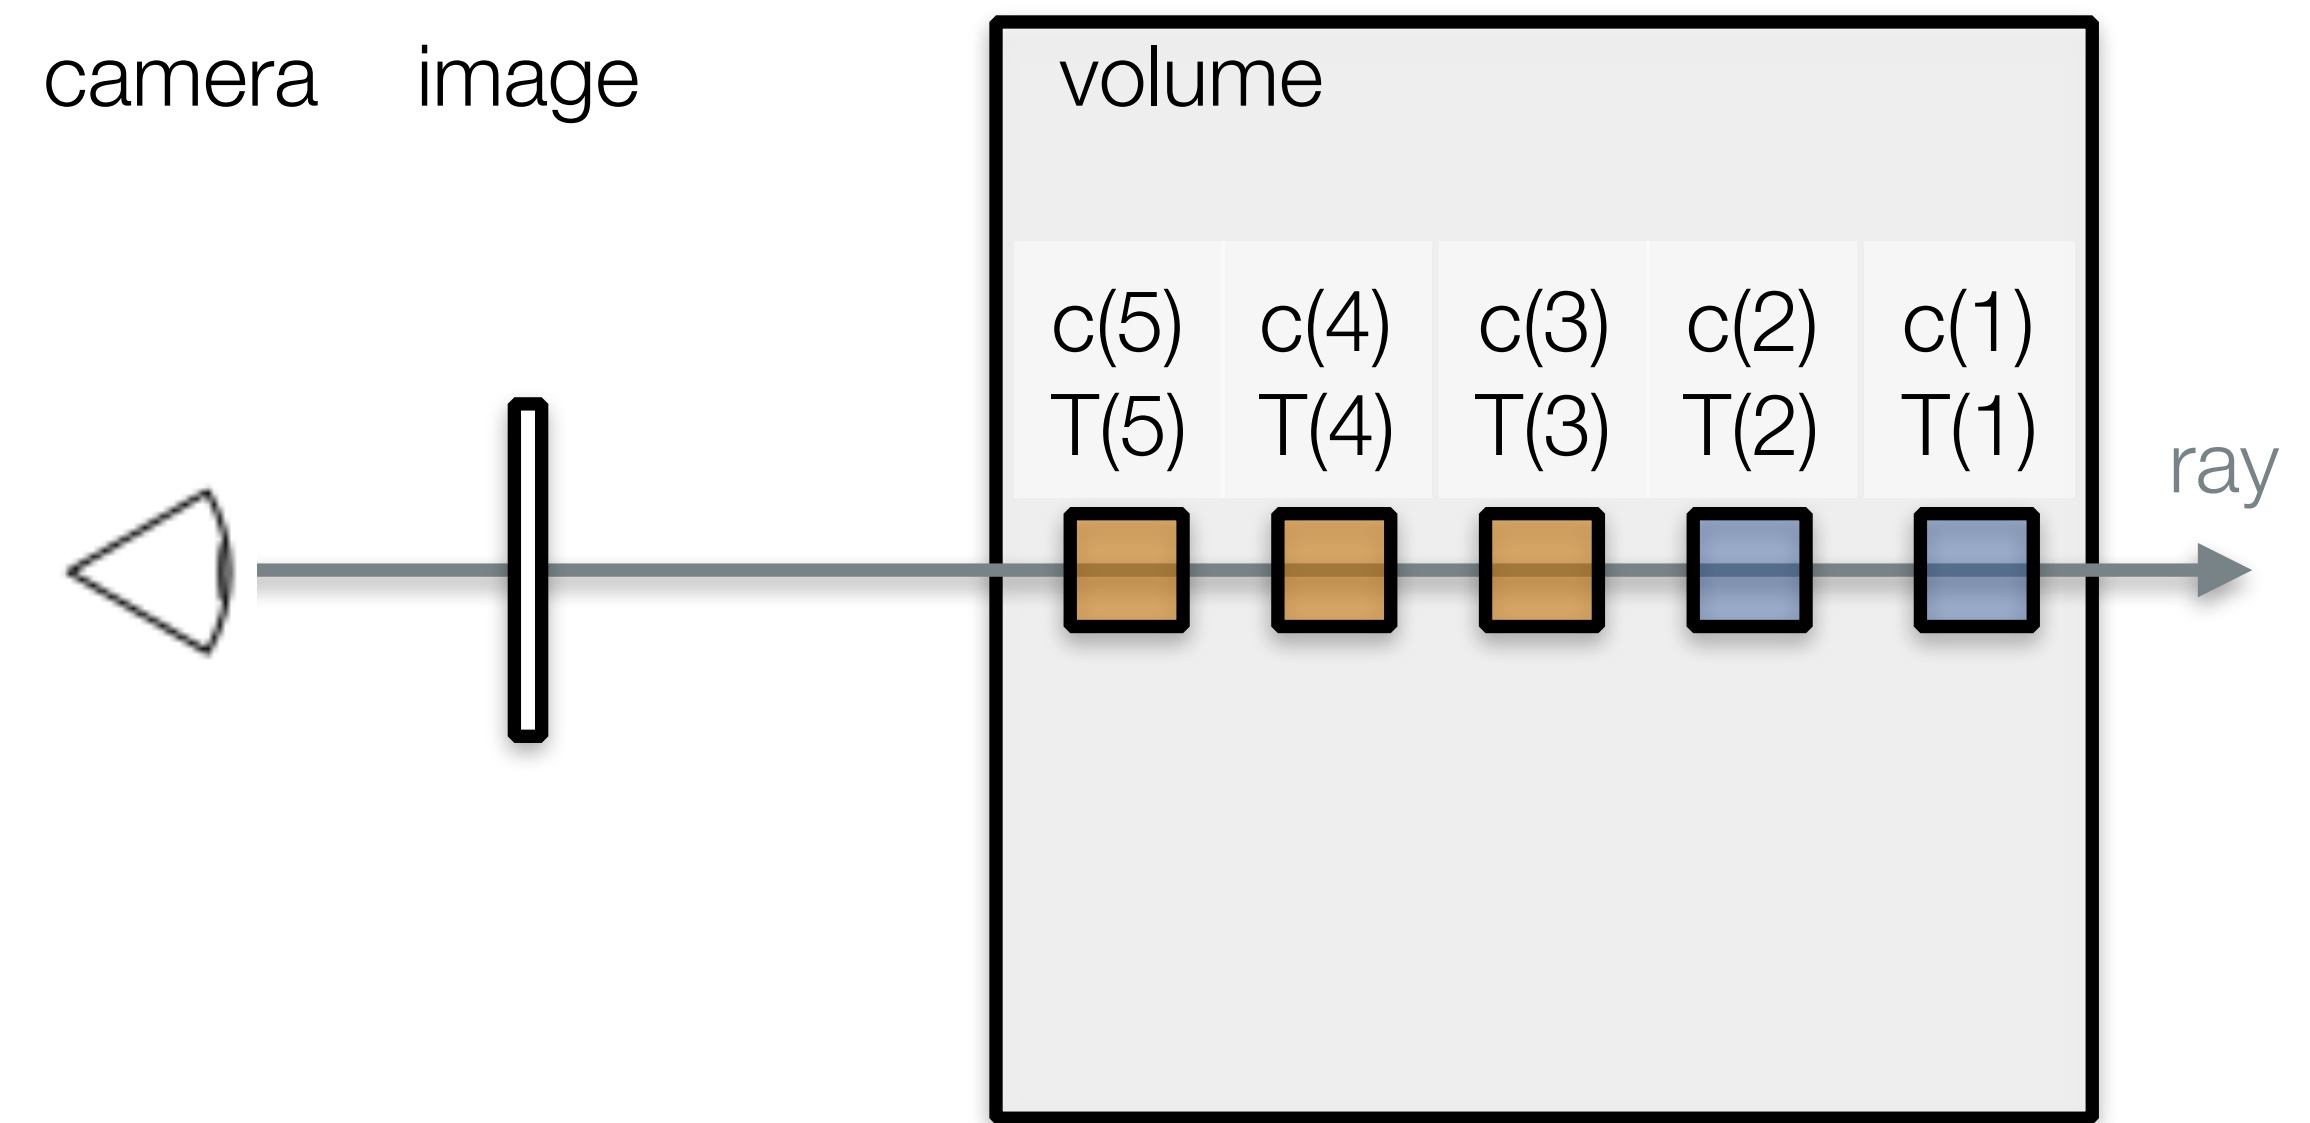 camera image volume
c(5) c(4) c(3) c(2) c(1)
T(5) T(4) T(3) T(2) T(1)
ray